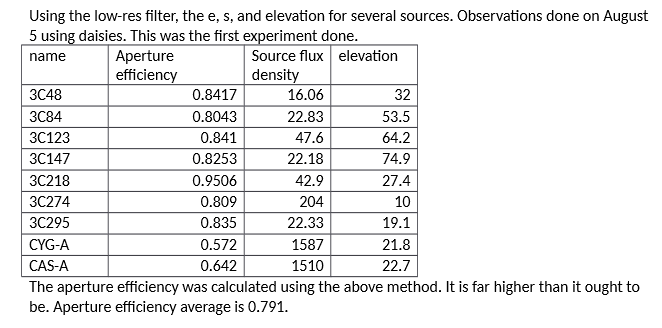 Using the low-res filter, the e, s, and elevation for several sources. Observations done on August
5 using daisies. This was the first experiment done.
name Aperture efficiency Source flux density elevation
3C48 0.8417 16.06 32
3C84 0.8043 22.83 53.5
3C123 0.841 47.6 64.2
3C147 0.8253 22.18 74.9
3C218 0.9506 42.9 27.4
3C274 0.809 204 10
3C295 0.835 22.33 19.1
CYG-A 0.572 1587 21.8
CAS-A 0.642 1510 22.7
The aperture efficiency was calculated using the above method. It is far higher than it ought to
be. Aperture efficiency average is 0.791.